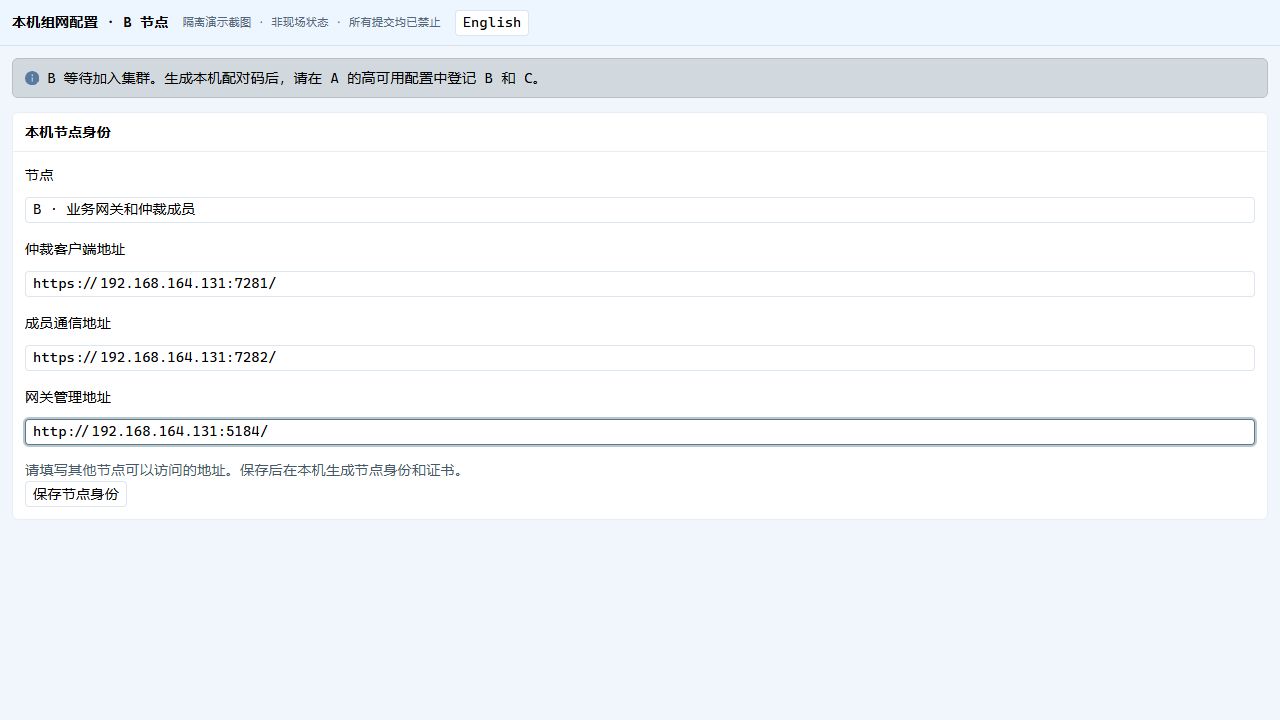 本机组网配置 · B 节点 隔离演示截图 · 非现场状态 · 所有提交均已禁止 English
B 等待加入集群。生成本机配对码后，请在 A 的高可用配置中登记 B 和 C。
本机节点身份
节点
B · 业务网关和仲裁成员
仲裁客户端地址
https://192.168.164.131:7281/
成员通信地址
https://192.168.164.131:7282/
网关管理地址
http://192.168.164.131:5184/
请填写其他节点可以访问的地址。保存后在本机生成节点身份和证书。
保存节点身份